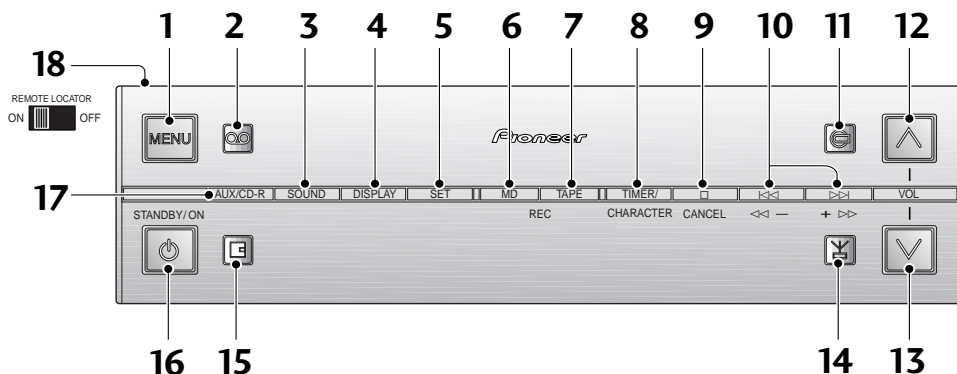 1 2 3 4 5 6 7 8 9 10 11 12
18
REMOTE LOCATOR
ON OFF
MENU
Pioneer
17
AUX/CD-R SOUND DISPLAY SET MD TAPE TIMER/ VOL
STANDBY/ON REC CHARACTER CANCEL − +
16 15 14 13